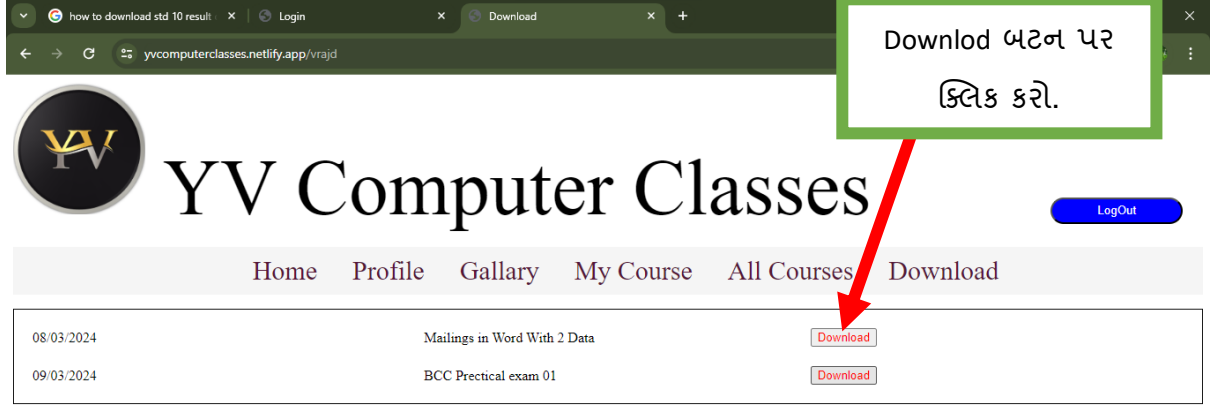 how to download std 10 result
Login
Download
yvcomputerclasses.netlify.app/vrajd
Downlod બટન પર
ક્લિક કરો.
YV
YV Computer Classes
LogOut
Home Profile Gallary My Course All Courses Download
08/03/2024 Mailings in Word With 2 Data Download
09/03/2024 BCC Prectical exam 01 Download